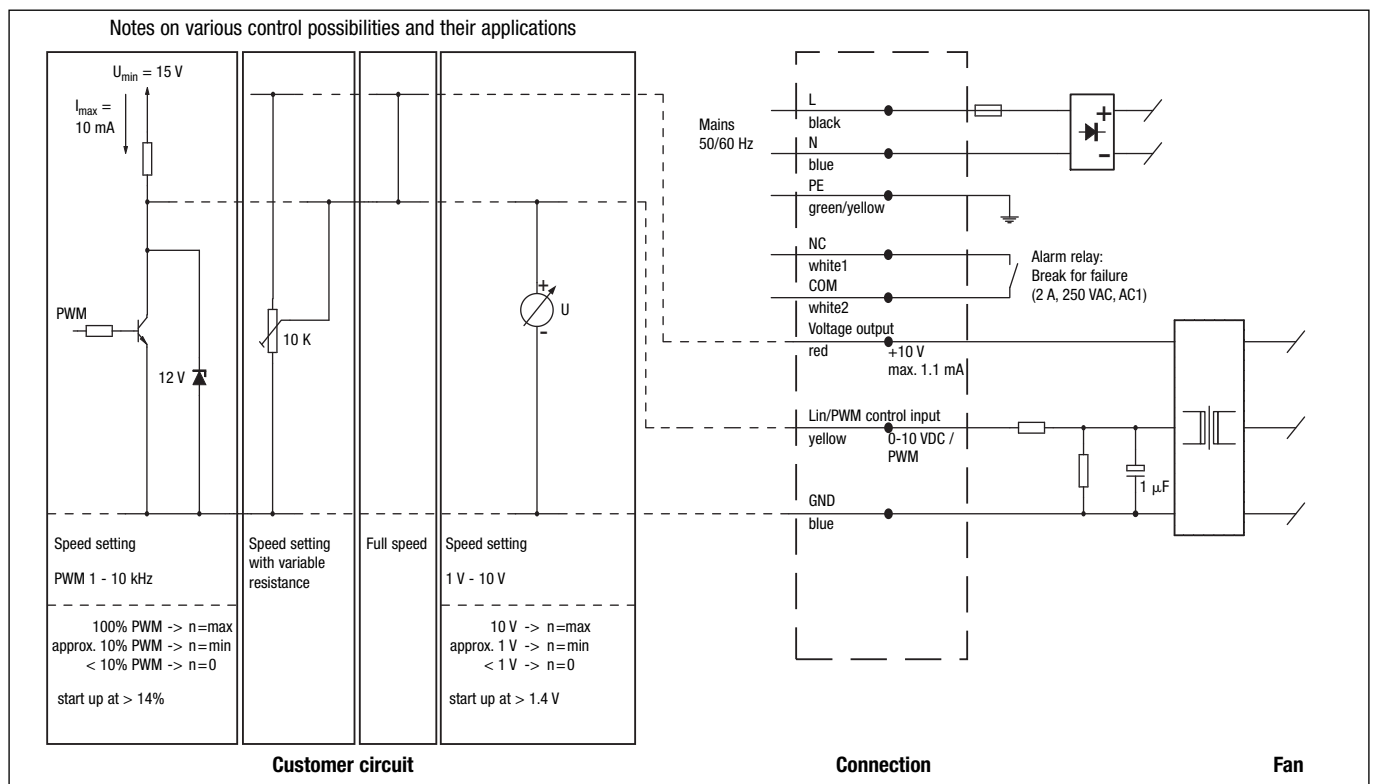 Notes on various control possibilities and their applications
Umin = 15 V
Imax =
10 mA
PWM
12 V
10 K
+
U
-
Speed setting
PWM 1 - 10 kHz
100% PWM -> n=max
approx. 10% PWM -> n=min
< 10% PWM -> n=0
start up at > 14%
Speed setting
with variable
resistance
Full speed
Speed setting
1 V - 10 V
10 V -> n=max
approx. 1 V -> n=min
< 1 V -> n=0
start up at > 1.4 V
Customer circuit
Mains
50/60 Hz
L
black
N
blue
PE
green/yellow
NC
white1
COM
white2
Voltage output
red
+10 V
max. 1.1 mA
Lin/PWM control input
yellow
0-10 VDC /
PWM
GND
blue
Connection
+
-
Alarm relay:
Break for failure
(2 A, 250 VAC, AC1)
1 μF
Fan